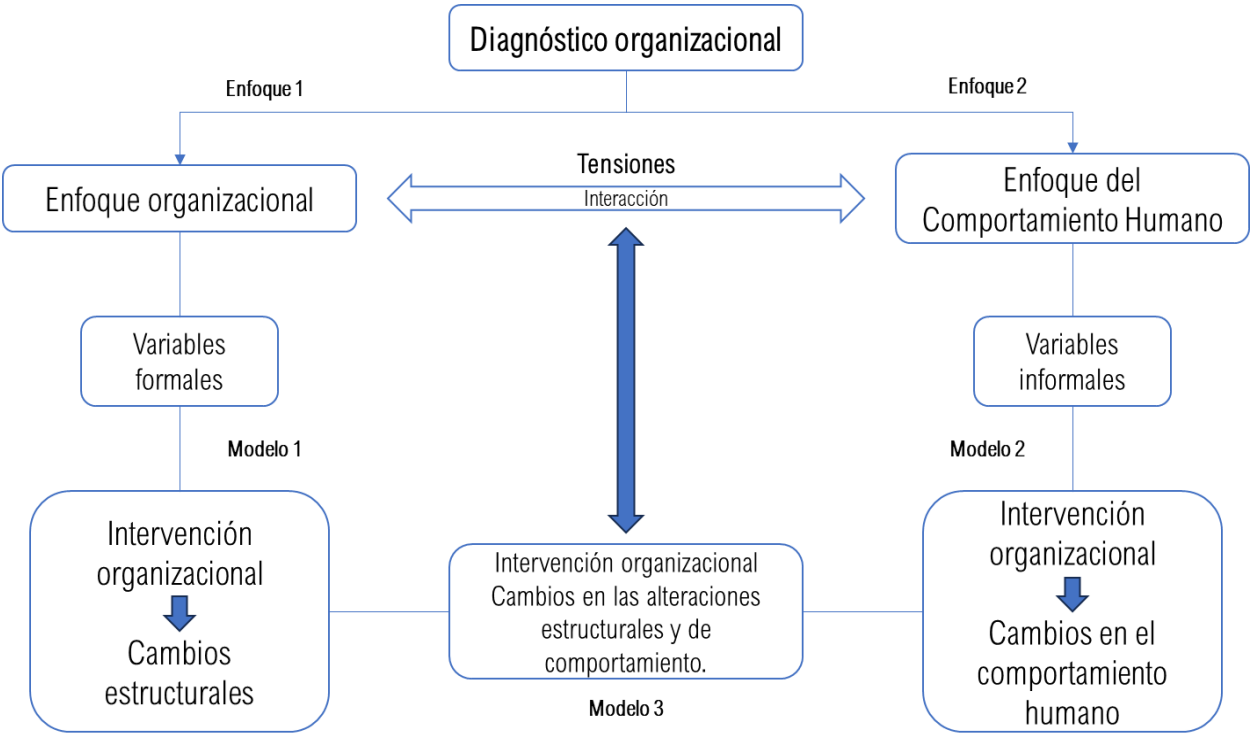 Diagnóstico organizacional
Enfoque 1
Enfoque 2
Enfoque organizacional
Tensiones
Interacción
Enfoque del
Comportamiento Humano
Variables
formales
Variables
informales
Modelo 1
Modelo 2
Intervención
organizacional
Cambios
estructurales
Intervención organizacional
Cambios en las alteraciones
estructurales y de
comportamiento.
Modelo 3
Intervención
organizacional
Cambios en el
comportamiento
humano